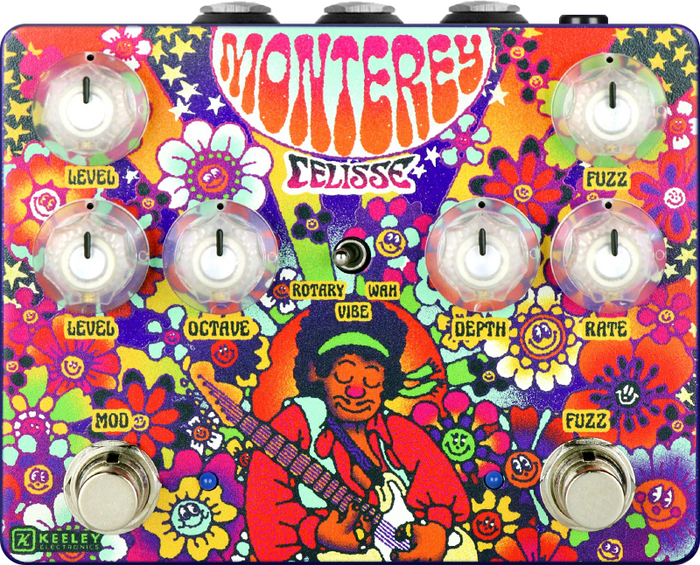 MONTEREY
CELISSE
LEVEL
FUZZ
LEVEL
OCTAVE
ROTARY
WAH
VIBE
DEPTH
RATE
MOD
FUZZ
KEELEY
ELECTRONICS